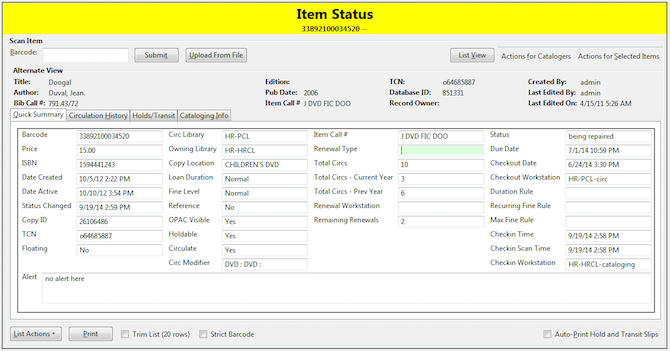 Item Status
33892100034520 --
Scan Item
Barcode: Submit Upload From File List View Actions for Catalogers Actions for Selected Items
Alternate View
Title: Doogal Edition: TCN: o64685887 Created By: admin
Author: Duval, Jean. Pub Date: 2006 Database ID: 851331 Last Edited By: admin
Bib Call #: 791.43/72 Item Call # J DVD FIC DOO Record Owner: Last Edited On: 4/15/11 5:26 AM
Quick Summary Circulation History Holds/Transit Cataloging Info
Barcode 33892100034520 Circ Library HR-PCL Item Call # J DVD FIC DOO Status being repaired
Price 15.00 Owning Library HR-HRCL Renewal Type Due Date 7/1/14 10:59 PM
ISBN 1594441243 Copy Location CHILDREN'S DVD Total Circs 10 Checkout Date 6/24/14 3:30 PM
Date Created 10/5/12 2:22 PM Loan Duration Normal Total Circs - Current Year 3 Checkout Workstation HR-PCL-circ
Date Active 10/10/12 3:54 PM Fine Level Normal Total Circs - Prev Year 6 Duration Rule
Status Changed 9/19/14 2:59 PM Reference No Renewal Workstation Recurring Fine Rule
Copy ID 26106486 OPAC Visible Yes Remaining Renewals 2 Max Fine Rule
TCN o64685887 Holdable Yes Checkin Time 9/19/14 2:58 PM
Floating No Circulate Yes Checkin Scan Time 9/19/14 2:58 PM
Circ Modifier DVD : DVD : Checkin Workstation HR-HRCL-cataloging
Alert no alert here
List Actions Print Trim List (20 rows) Strict Barcode Auto-Print Hold and Transit Slips